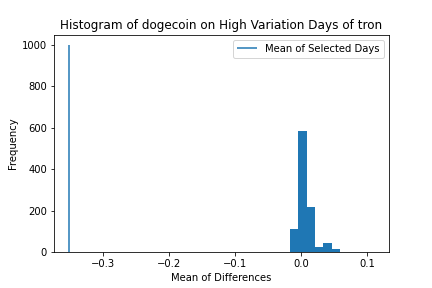 Histogram of dogecoin on High Variation Days of tron
Mean of Selected Days
1000
800
600
400
200
0
Frequency
−0.3
−0.2
−0.1
0.0
0.1
Mean of Differences